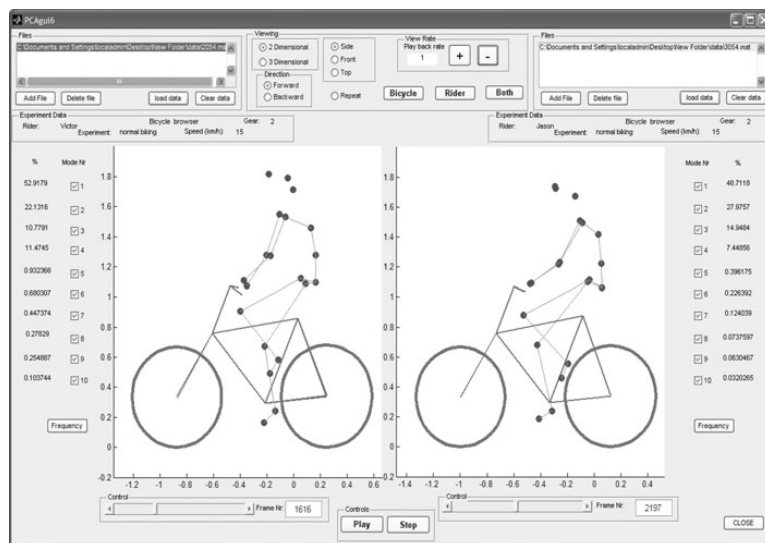 PCAgui6
Files
C:\Documents and Settings\localadmin\Desktop\New Folder\data\2054.mat
Add File Delete file load data Clear data
Viewing
2 Dimensional
3 Dimensional
Side
Front
Top
Direction
Forward
Backward
Repeat
View Rate
Play back rate
1 + -
Bicycle Rider Both
Files
C:\Documents and Settings\localadmin\Desktop\New Folder\data\3054.mat
Add File Delete file load data Clear data
Experiment Data
Bicycle browser Gear: 2
Rider: Victor
Experiment: normal biking Speed (km/h): 15
Experiment Data
Bicycle browser Gear: 2
Rider: Jason
Experiment: normal biking Speed (km/h): 15
% Mode Nr
52.9179 1
22.1316 2
10.7791 3
11.4745 4
0.932368 5
0.680307 6
0.447374 7
0.27829 8
0.254887 9
0.103744 10
Frequency
1.8
1.6
1.4
1.2
1
0.8
0.6
0.4
0.2
0
-0.2
-1.2 -1 -0.8 -0.6 -0.4 -0.2 0 0.2 0.4 0.6
1.8
1.6
1.4
1.2
1
0.8
0.6
0.4
0.2
0
-0.2
-1.4 -1.2 -1 -0.8 -0.6 -0.4 -0.2 0 0.2 0.4
Mode Nr %
1 48.7118
2 27.9757
3 14.9484
4 7.44856
5 0.396175
6 0.226392
7 0.124039
8 0.0737597
9 0.0630467
10 0.0320265
Frequency
Control
Frame Nr: 1616
Controls
Play Stop
Control
Frame Nr: 2197
CLOSE